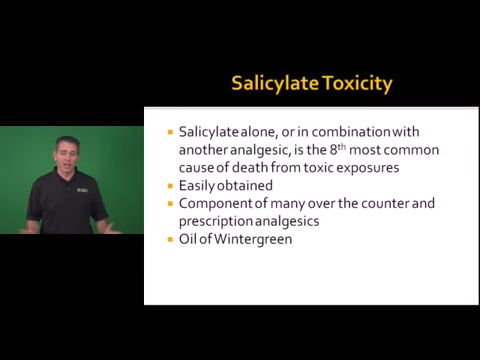 Salicylate Toxicity
Salicylate alone, or in combination with
another analgesic, is the 8th most common
cause of death from toxic exposures
Easily obtained
Component of many over the counter and
prescription analgesics
Oil of Wintergreen